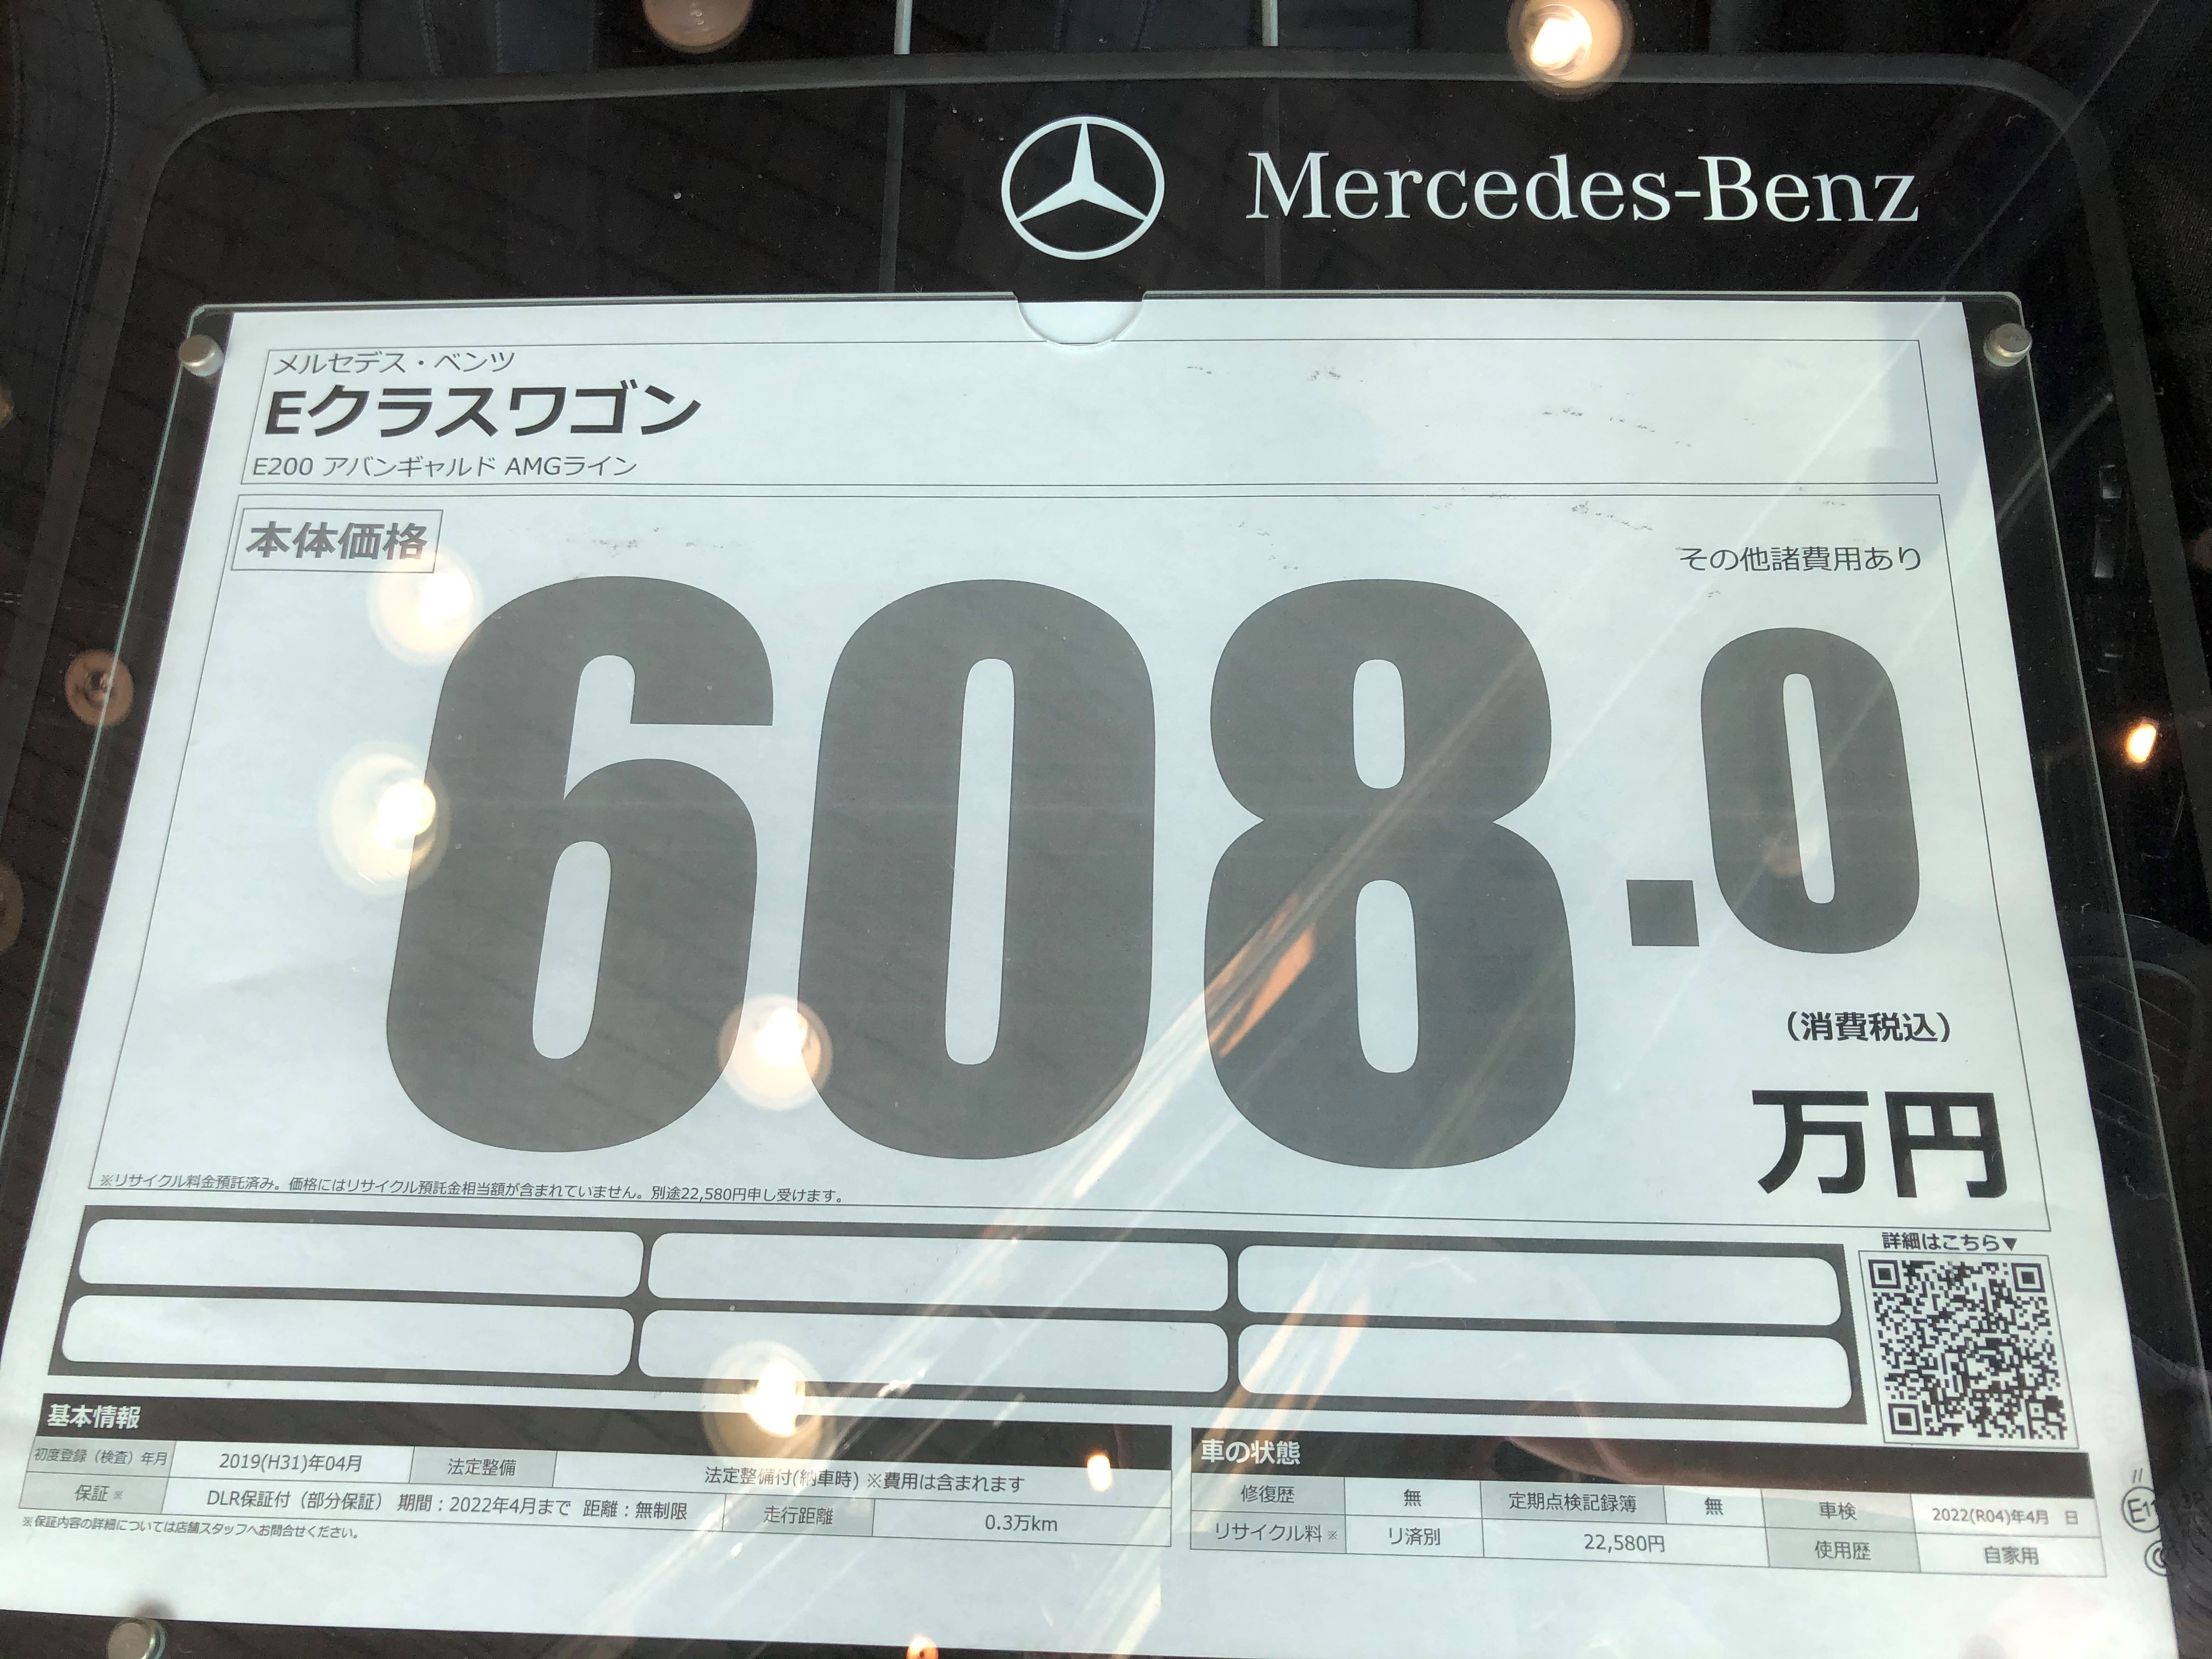 Mercedes-Benz
メルセデス・ベンツ
Eクラスワゴン
E200 アバンギャルド AMGライン
本体価格
その他諸費用あり
608.0
(消費税込)
万円
※リサイクル料金預託済み。価格にはリサイクル預託金相当額が含まれていません。別途22,580円申し受けます。
詳細はこちら▼
基本情報
初度登録（検査）年月 2019(H31)年04月 法定整備 法定整備付(納車時) ※費用は含まれます
保証※ DLR保証付（部分保証） 期間：2022年4月まで 距離：無制限 走行距離 0.3万km
※保証内容の詳細については店舗スタッフへお問合せください。
車の状態
修復歴 無 定期点検記録簿 無 車検 2022(R04)年4月 日
リサイクル料※ リ済別 22,580円 使用歴 自家用